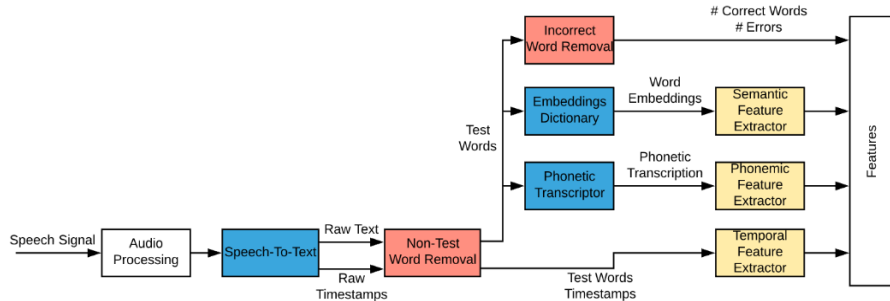 # Correct Words
# Errors
Incorrect
Word Removal
Word
Embeddings
Embeddings
Dictionary
Semantic
Feature
Extractor
Test
Words
Features
Phonetic
Transcriptor
Phonetic
Transcription
Phonemic
Feature
Extractor
Speech Signal
Audio
Processing
Speech-To-Text
Raw Text
Raw
Timestamps
Non-Test
Word Removal
Test Words
Timestamps
Temporal
Feature
Extractor